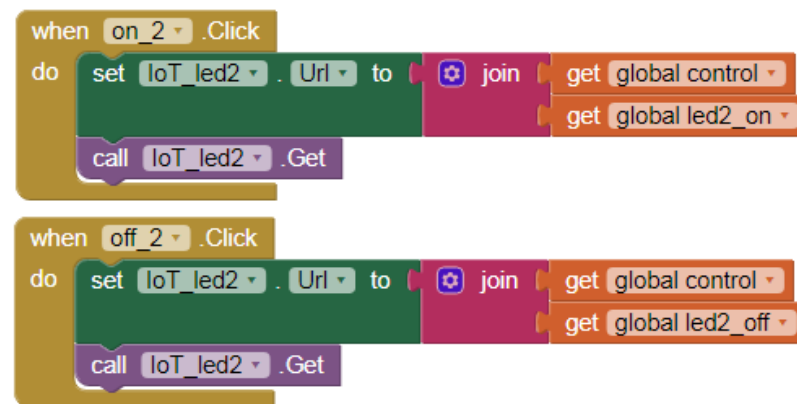 when on_2 .Click
do set IoT_led2 . Url to join get global control
get global led2_on
call IoT_led2 .Get
when off_2 .Click
do set IoT_led2 . Url to join get global control
get global led2_off
call IoT_led2 .Get